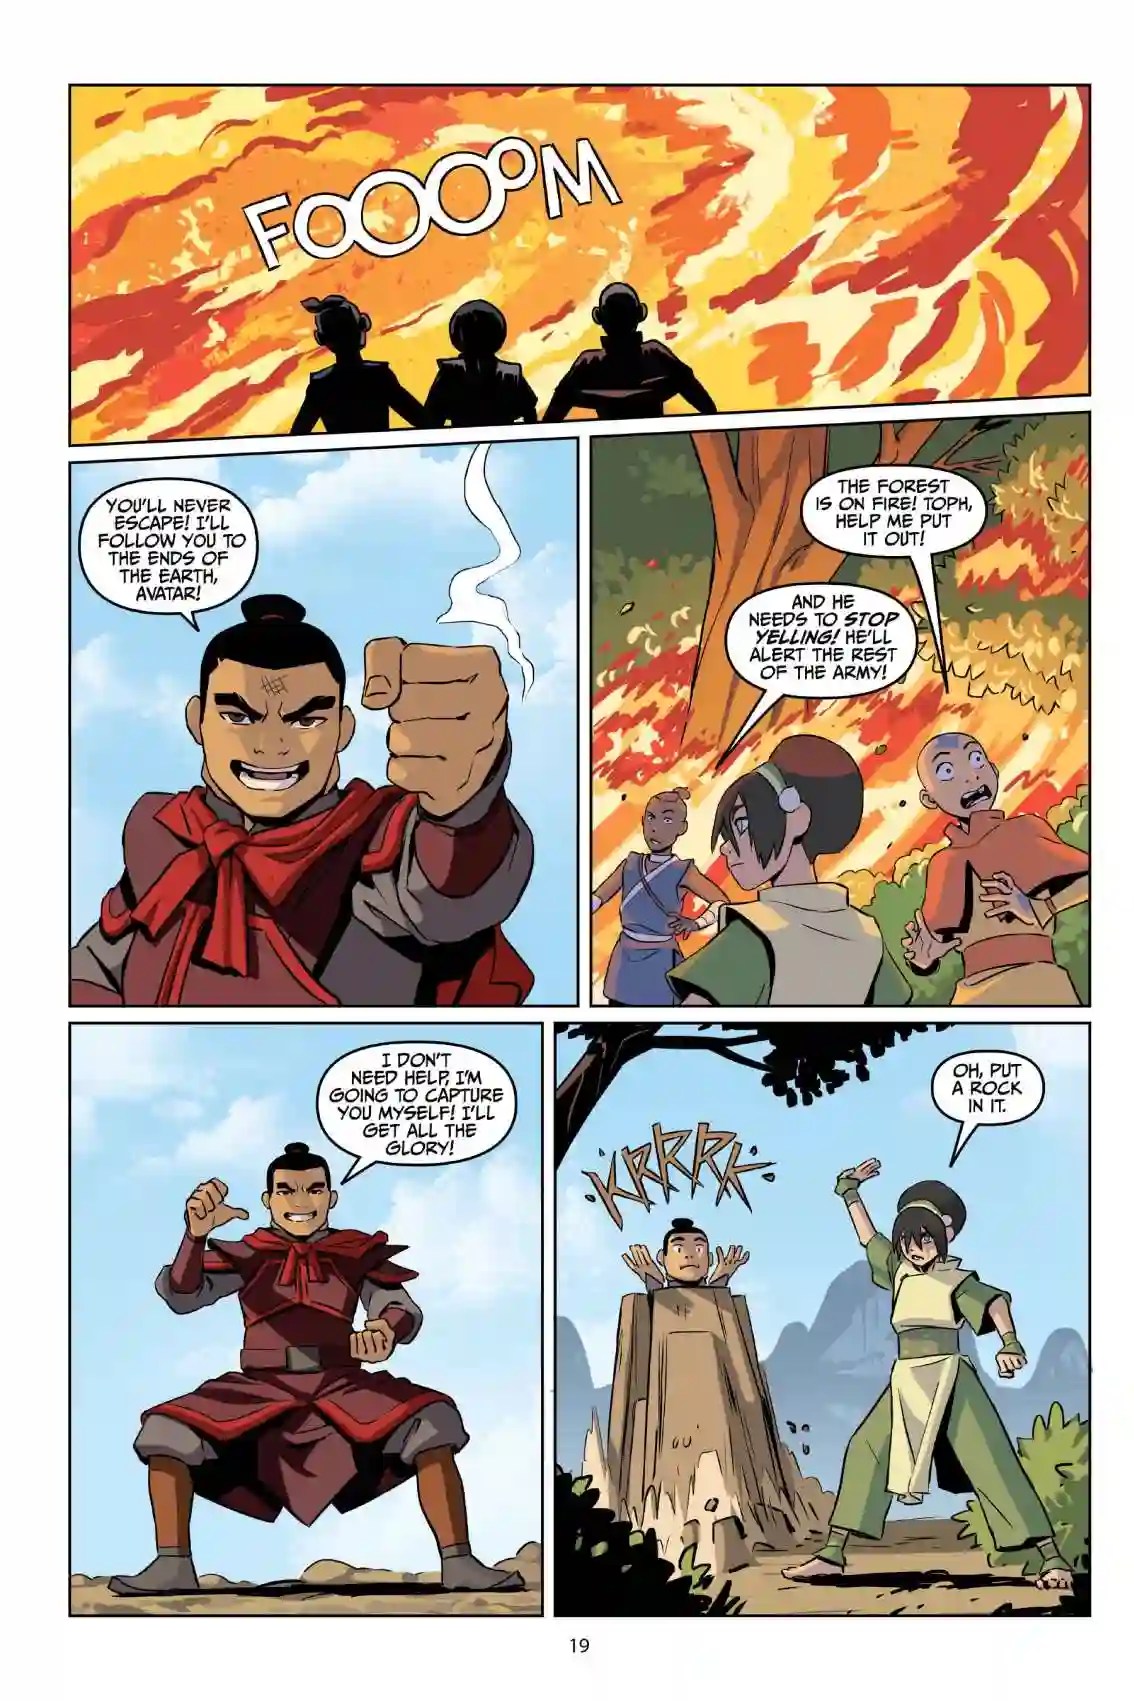 FOOOOM
YOU'LL NEVER
ESCAPE! I'LL
FOLLOW YOU TO
THE ENDS OF
THE EARTH,
AVATAR!
THE FOREST
IS ON FIRE! TOPH,
HELP ME PUT
IT OUT!
AND HE
NEEDS TO STOP
YELLING! HE'LL
ALERT THE REST
OF THE ARMY!
I DON'T
NEED HELP, I'M
GOING TO CAPTURE
YOU MYSELF! I'LL
GET ALL THE
GLORY!
KRRRK
OH, PUT
A ROCK
IN IT.
19